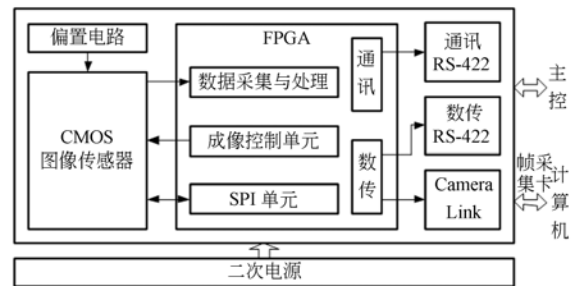 偏置电路
CMOS
图像传感器
FPGA
数据采集与处理
成像控制单元
SPI 单元
通讯
数传
通讯
RS-422
数传
RS-422
Camera
Link
主控
帧采
集卡
计算机
二次电源